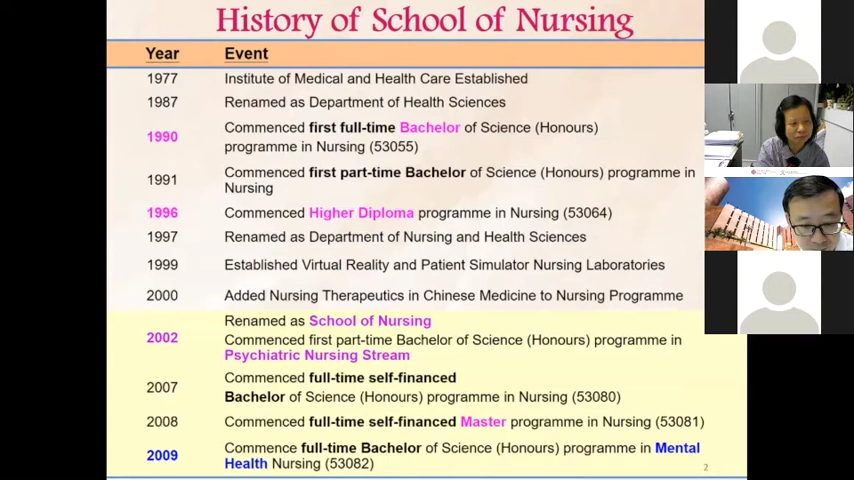 History of School of Nursing
Year Event
1977 Institute of Medical and Health Care Established
1987 Renamed as Department of Health Sciences
1990 Commenced first full-time Bachelor of Science (Honours)
programme in Nursing (53055)
1991 Commenced first part-time Bachelor of Science (Honours) programme in
Nursing
1996 Commenced Higher Diploma programme in Nursing (53064)
1997 Renamed as Department of Nursing and Health Sciences
1999 Established Virtual Reality and Patient Simulator Nursing Laboratories
2000 Added Nursing Therapeutics in Chinese Medicine to Nursing Programme
2002 Renamed as School of Nursing
Commenced first part-time Bachelor of Science (Honours) programme in
Psychiatric Nursing Stream
2007 Commenced full-time self-financed
Bachelor of Science (Honours) programme in Nursing (53080)
2008 Commenced full-time self-financed Master programme in Nursing (53081)
2009 Commence full-time Bachelor of Science (Honours) programme in Mental
Health Nursing (53082)
2